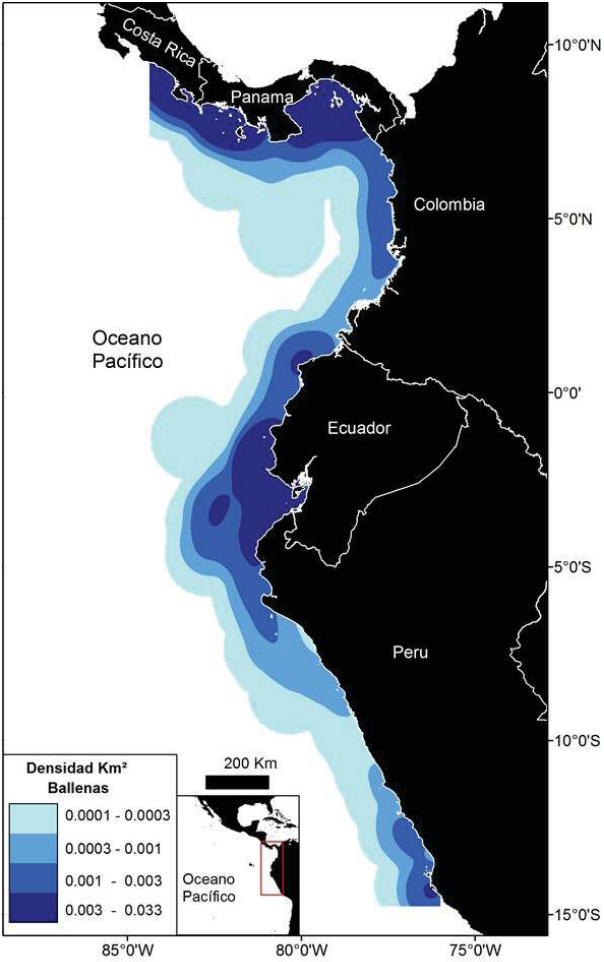 Costa Rica
Panama
10°0'N
Colombia
5°0'N
Oceano
Pacífico
0°0'
Ecuador
5°0'S
Peru
10°0'S
Densidad Km²
Ballenas
0.0001 - 0.0003
0.0003 - 0.001
0.001 - 0.003
0.003 - 0.033
200 Km
Oceano
Pacífico
15°0'S
85°0'W
80°0'W
75°0'W